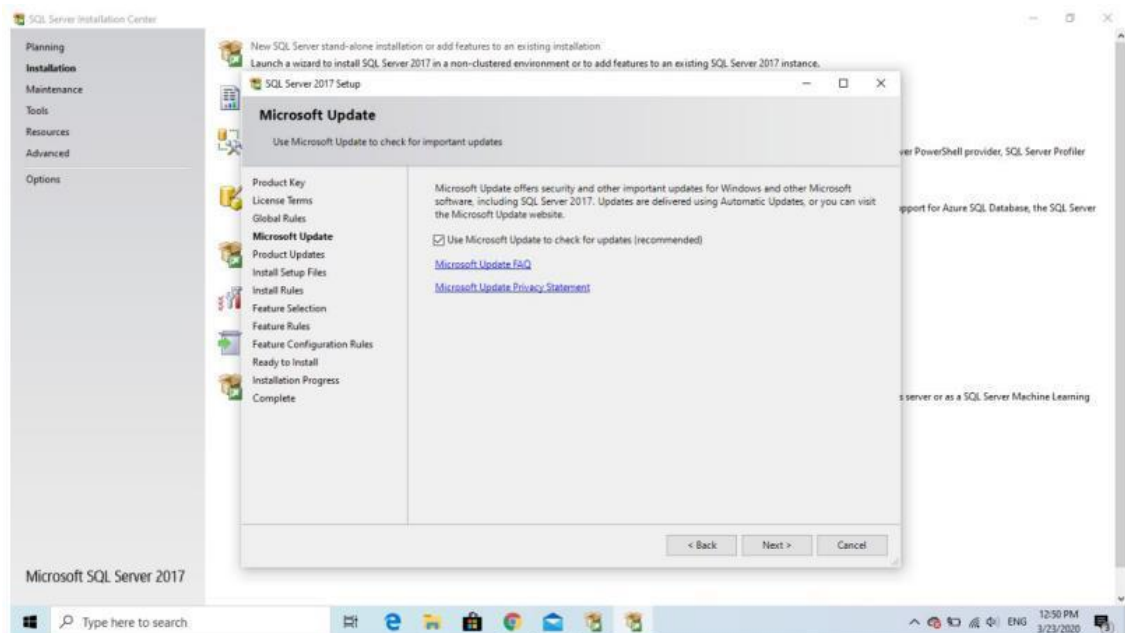 SQL Server Installation Center
Planning
Installation
Maintenance
Tools
Resources
Advanced
Options
Microsoft SQL Server 2017
New SQL Server stand-alone installation or add features to an existing installation
Launch a wizard to install SQL Server 2017 in a non-clustered environment or to add features to an existing SQL Server 2017 instance.
ver PowerShell provider, SQL Server Profiler
pport for Azure SQL Database, the SQL Server
s server or as a SQL Server Machine Learning
SQL Server 2017 Setup
Microsoft Update
Use Microsoft Update to check for important updates
Product Key
License Terms
Global Rules
Microsoft Update
Product Updates
Install Setup Files
Install Rules
Feature Selection
Feature Rules
Feature Configuration Rules
Ready to Install
Installation Progress
Complete
Microsoft Update offers security and other important updates for Windows and other Microsoft
software, including SQL Server 2017. Updates are delivered using Automatic Updates, or you can visit
the Microsoft Update website.
Use Microsoft Update to check for updates (recommended)
Microsoft Update FAQ
Microsoft Update Privacy Statement
< Back
Next >
Cancel
Type here to search
ENG
12:50 PM
3/23/2020